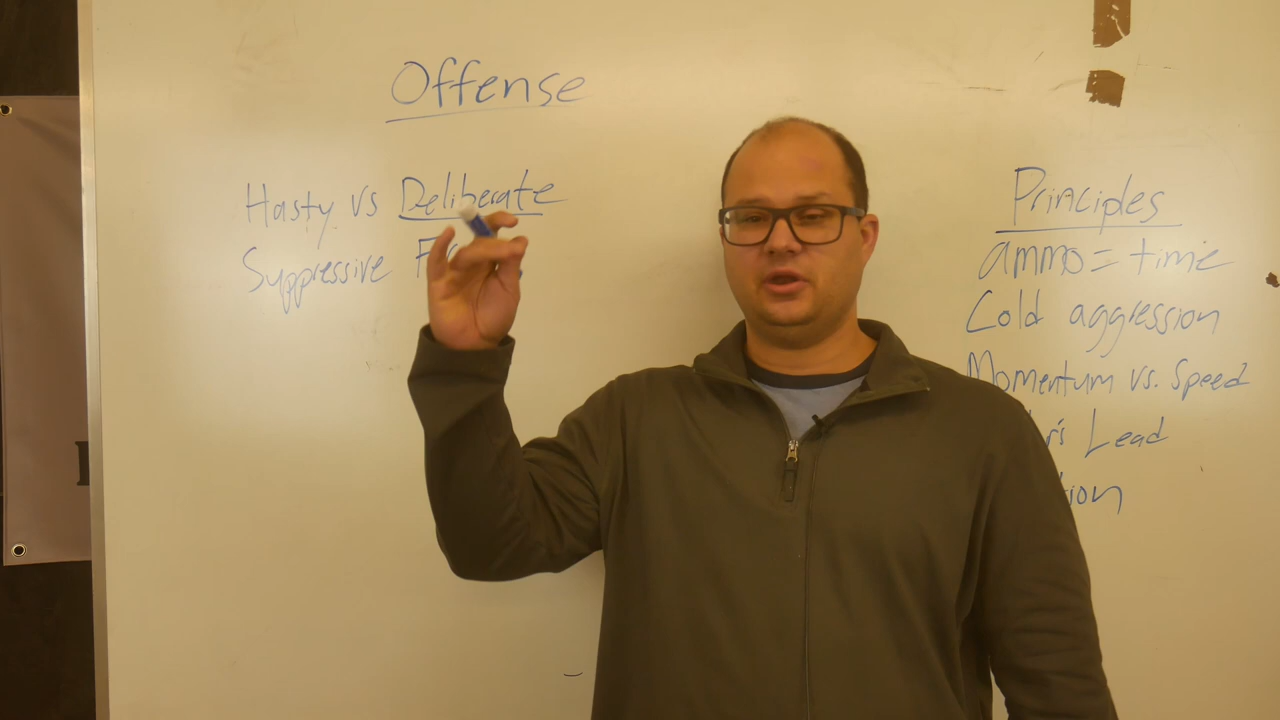 Offense
Hasty vs Deliberate
Suppressive
Principles
ammo = time
Cold aggression
Momentum vs. Speed
Lead